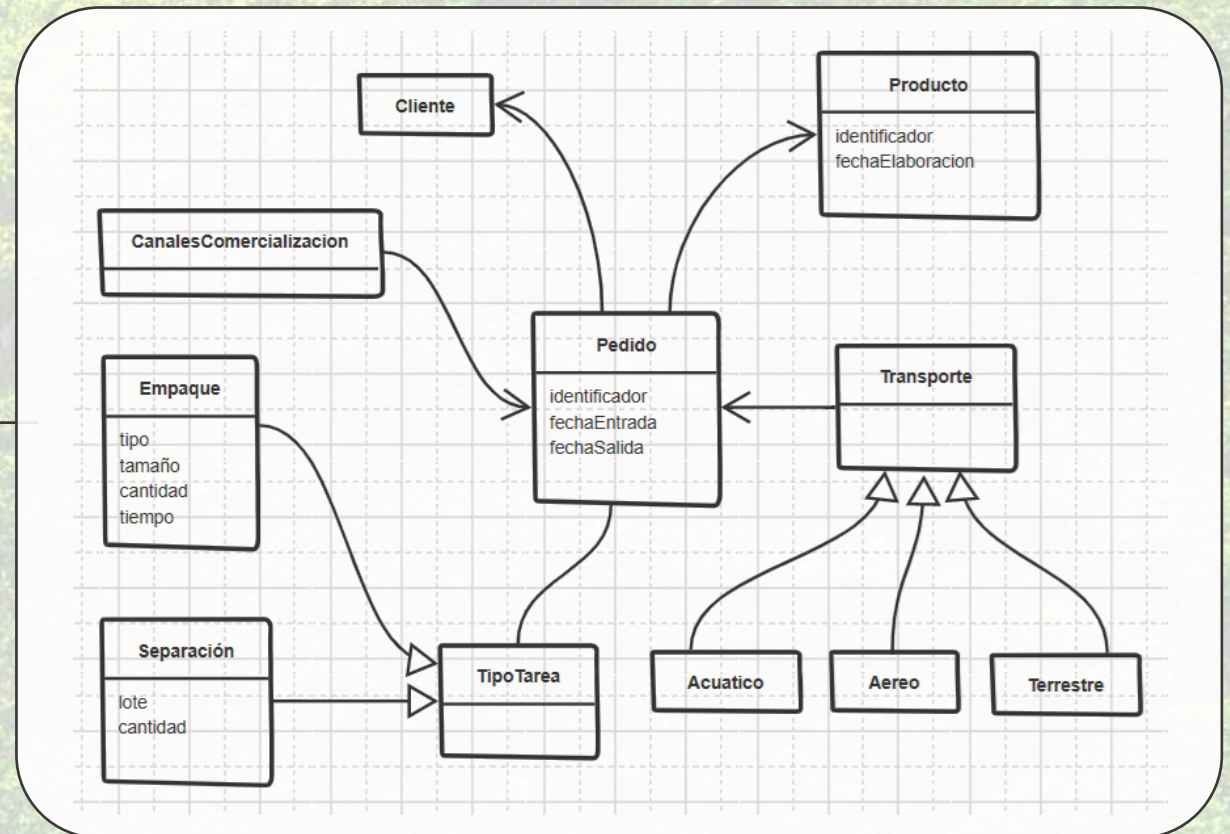 Cliente
Producto
identificador
fechaElaboracion
CanalesComercializacion
Pedido
identificador
fechaEntrada
fechaSalida
Transporte
Empaque
tipo
tamaño
cantidad
tiempo
Separación
lote
cantidad
TipoTarea
Acuatico
Aereo
Terrestre